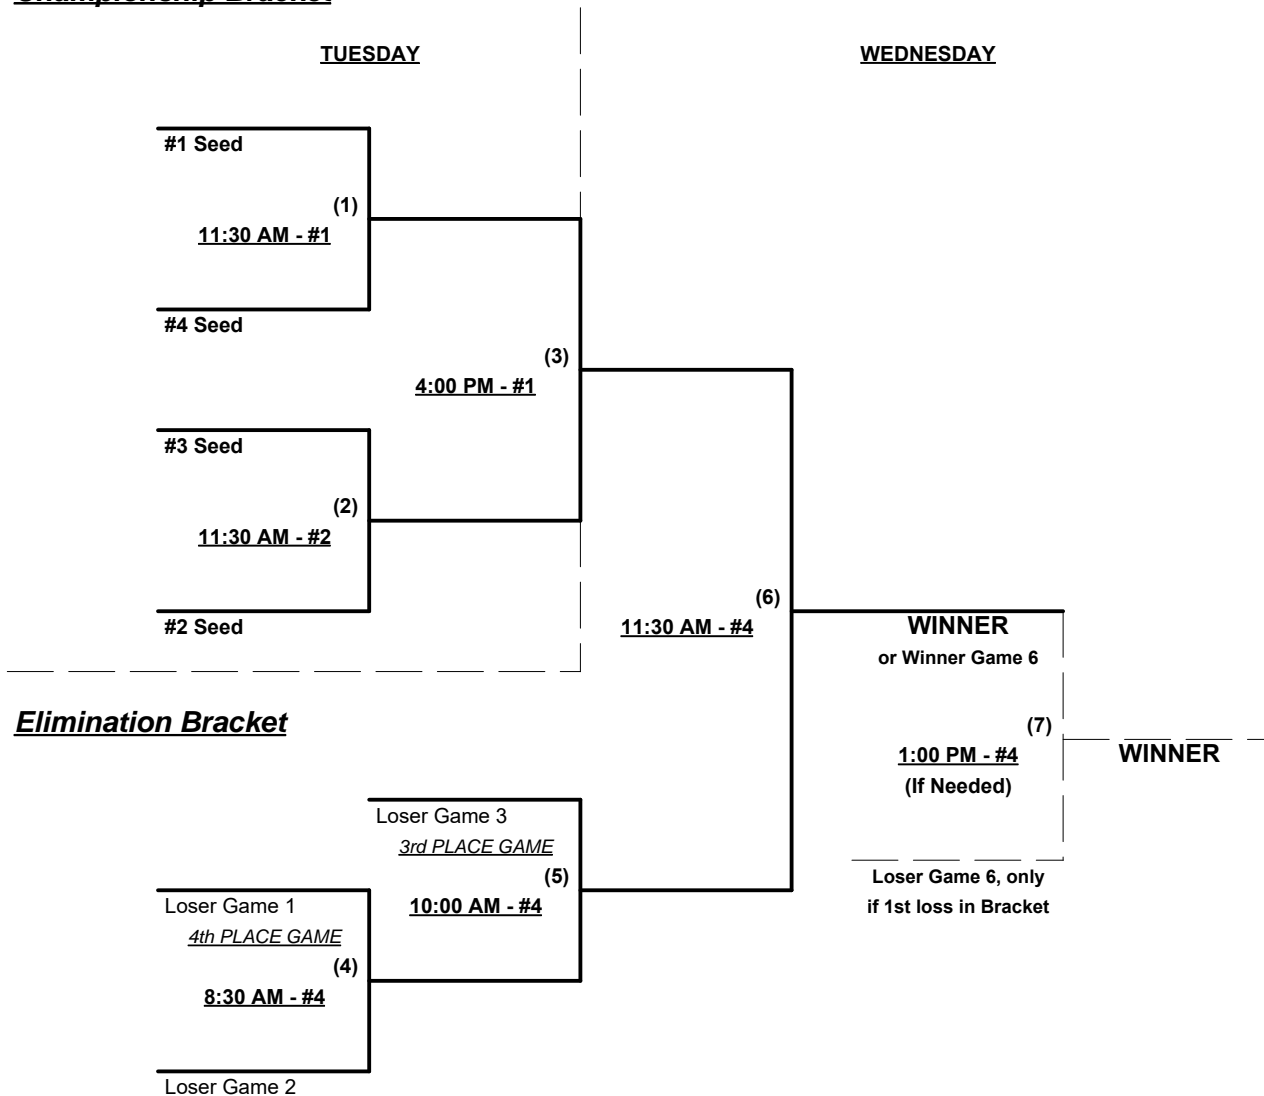 TUESDAY
WEDNESDAY
#1 Seed
(1)
11:30 AM - #1
#4 Seed
(3)
4:00 PM - #1
#3 Seed
(2)
11:30 AM - #2
#2 Seed
(6)
11:30 AM - #4
WINNER
or Winner Game 6
Elimination Bracket
(7)
1:00 PM - #4
(If Needed)
WINNER
Loser Game 3
3rd PLACE GAME
(5)
10:00 AM - #4
Loser Game 6, only
if 1st loss in Bracket
Loser Game 1
4th PLACE GAME
(4)
8:30 AM - #4
Loser Game 2